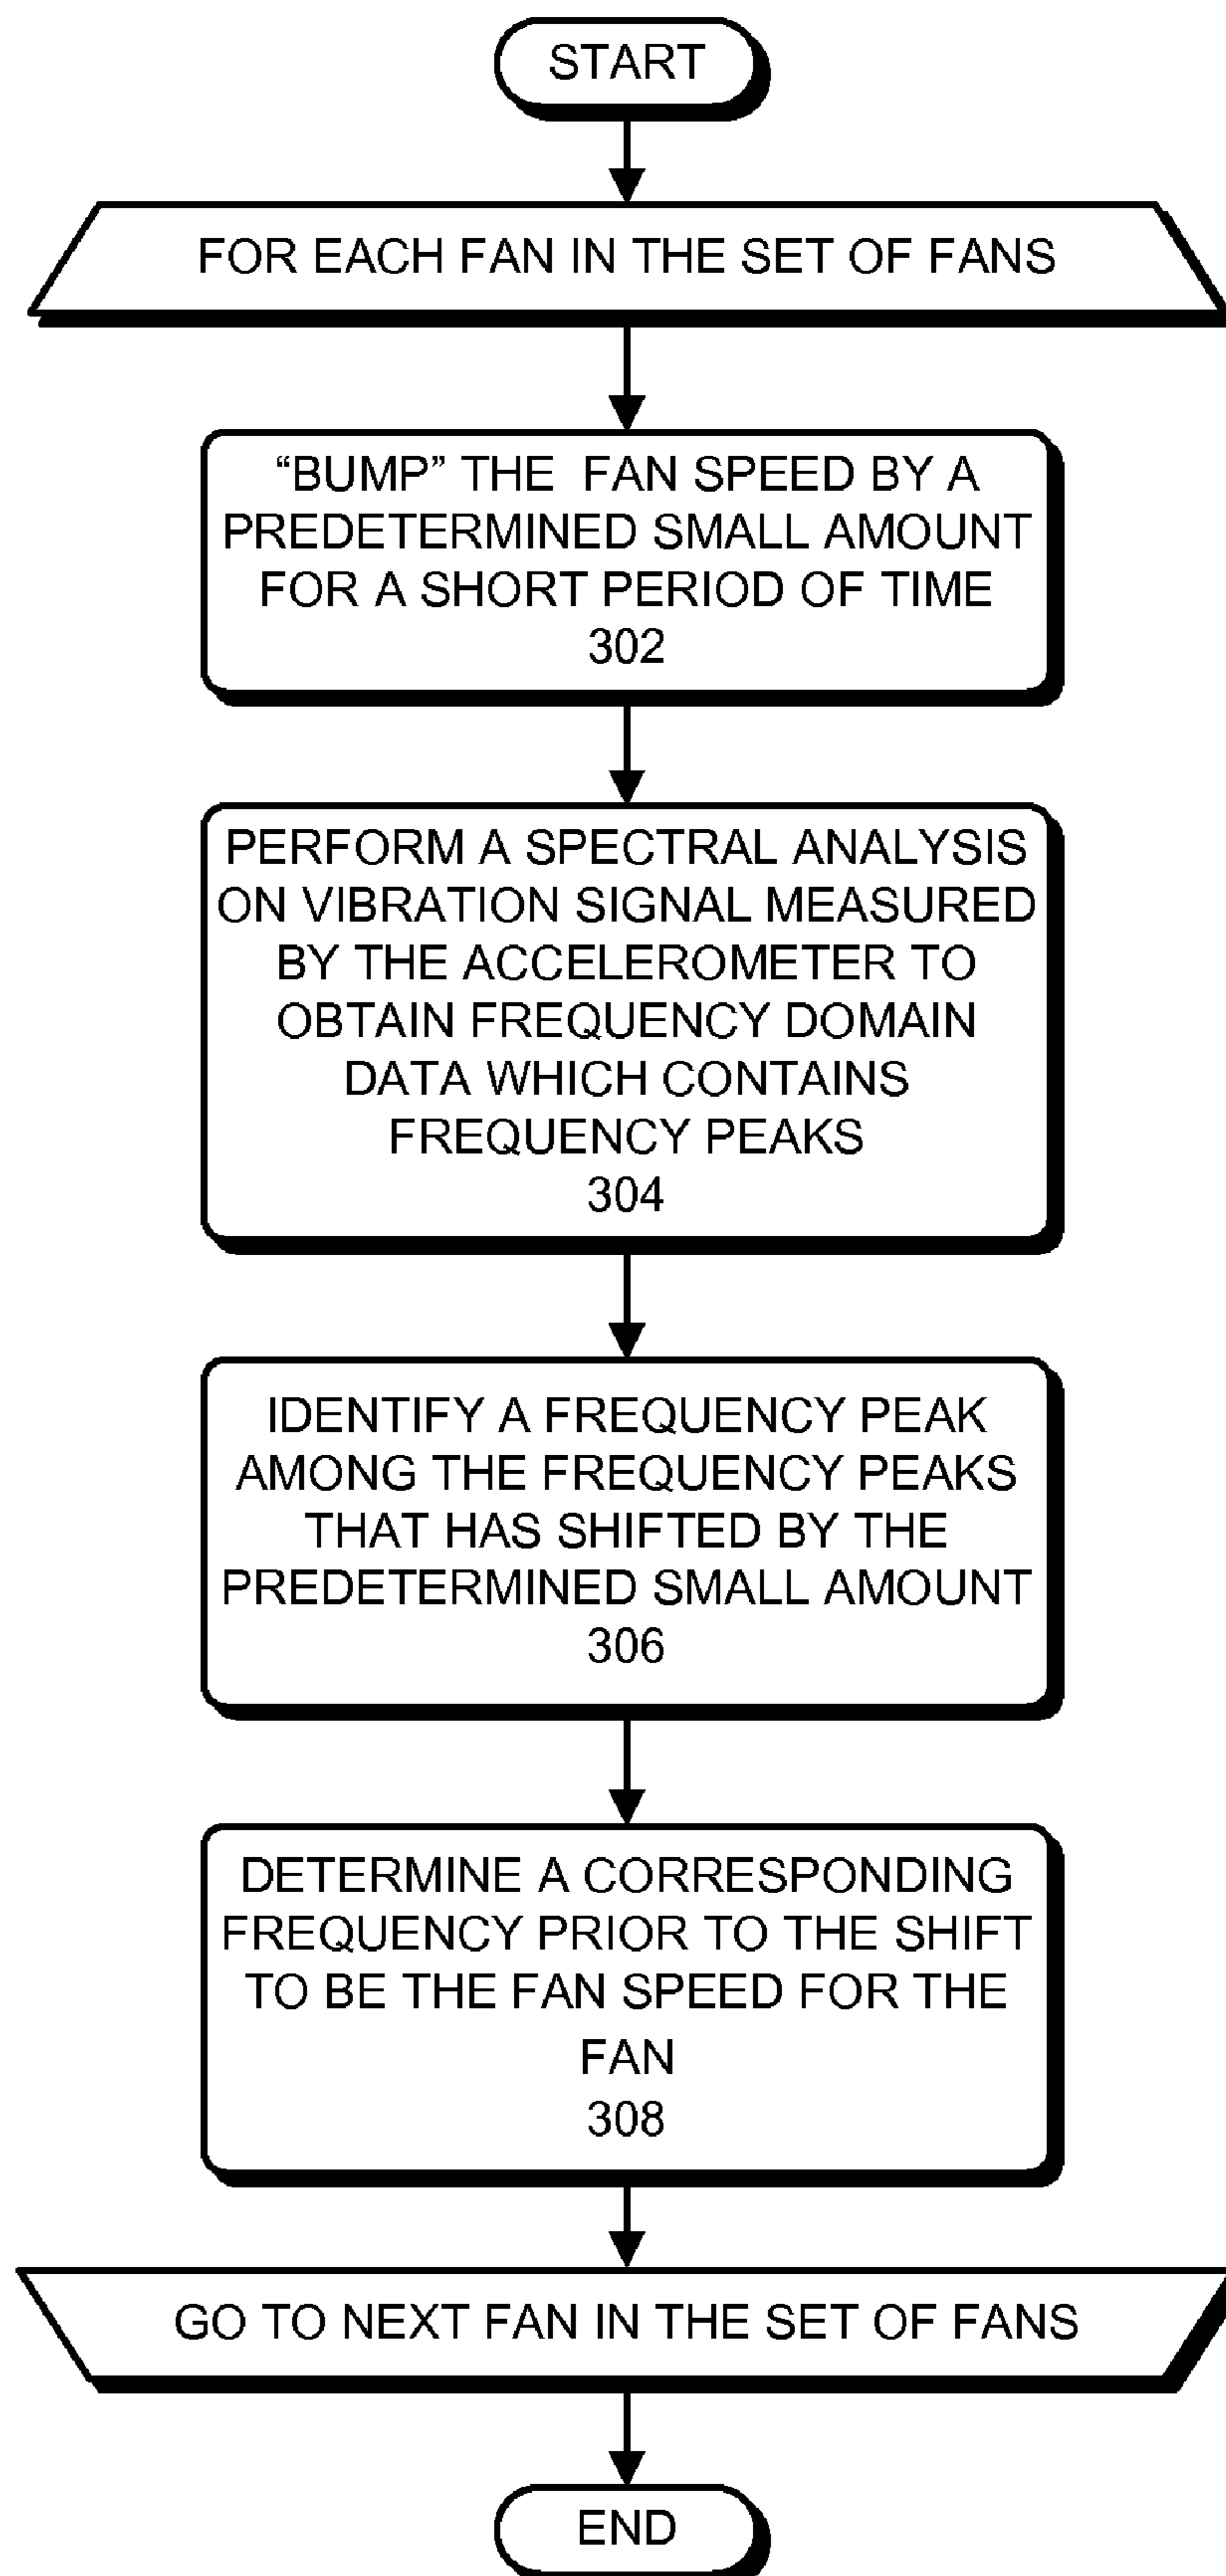 START
FOR EACH FAN IN THE SET OF FANS
“BUMP” THE FAN SPEED BY A
PREDETERMINED SMALL AMOUNT
FOR A SHORT PERIOD OF TIME
302
PERFORM A SPECTRAL ANALYSIS
ON VIBRATION SIGNAL MEASURED
BY THE ACCELEROMETER TO
OBTAIN FREQUENCY DOMAIN
DATA WHICH CONTAINS
FREQUENCY PEAKS
304
IDENTIFY A FREQUENCY PEAK
AMONG THE FREQUENCY PEAKS
THAT HAS SHIFTED BY THE
PREDETERMINED SMALL AMOUNT
306
DETERMINE A CORRESPONDING
FREQUENCY PRIOR TO THE SHIFT
TO BE THE FAN SPEED FOR THE
FAN
308
GO TO NEXT FAN IN THE SET OF FANS
END